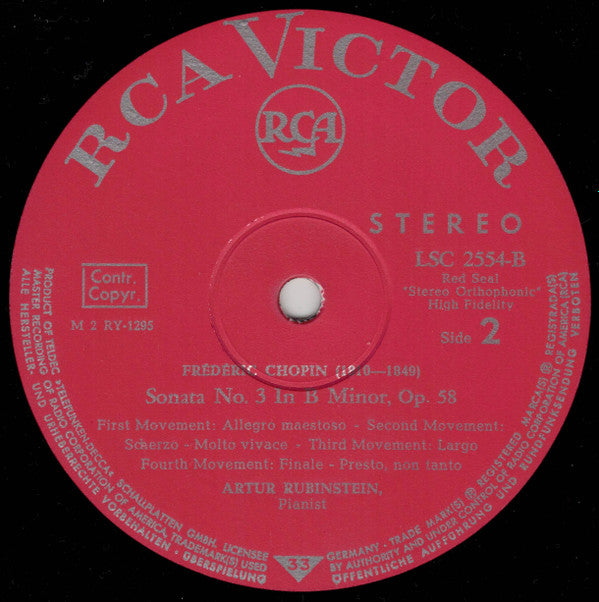 RCA VICTOR
RCA
STEREO
LSC 2554-B
Red Seal
"Stereo-Orthophonic"
High Fidelity
Side 2
Contr.
Copyr.
M 2 RY-1295
FRÉDÉRIC CHOPIN (1810—1849)
Sonata No. 3 In B Minor, Op. 58
First Movement: Allegro maestoso - Second Movement:
Scherzo - Molto vivace - Third Movement: Largo
Fourth Movement: Finale - Presto, non tanto
ARTUR RUBINSTEIN,
Pianist
PRODUCT OF TELDEC »TELEFUNKEN-DECCA« SCHALLPLATTEN GMBH. LICENSEE
MASTER RECORDING OF RADIO CORPORATION OF AMERICA, TRADEMARK(S) USED
ALLE HERSTELLER- UND URHEBERRECHTE VORBEHALTEN · ÜBERSPIELUNG
33
GERMANY - TRADE MARK(S) ® REGISTERED MARCA(S) ® REGISTRADA(S)
BY AUTHORITY AND UNDER CONTROL OF RADIO CORPORATION OF AMERICA (RCA)
ÖFFENTLICHE AUFFÜHRUNG UND RUNDFUNKSENDUNG VERBOTEN